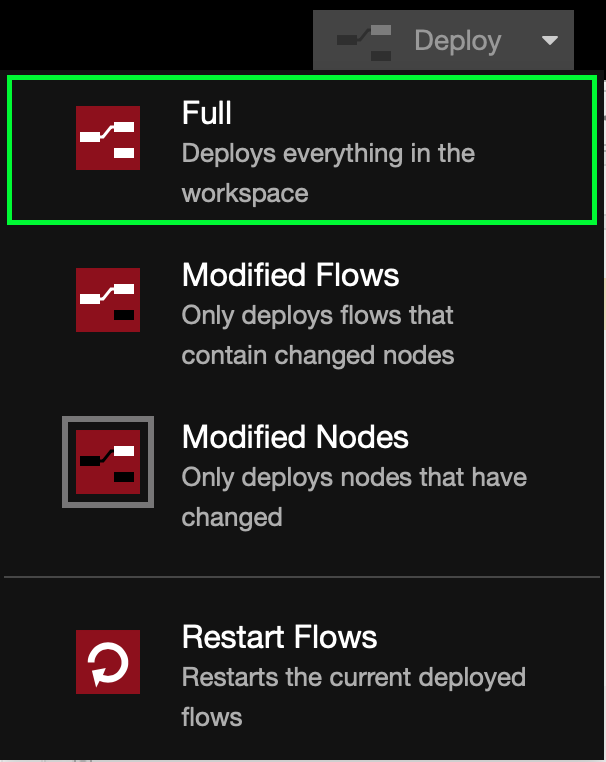 Deploy
Full
Deploys everything in the
workspace
Modified Flows
Only deploys flows that
contain changed nodes
Modified Nodes
Only deploys nodes that have
changed
Restart Flows
Restarts the current deployed
flows